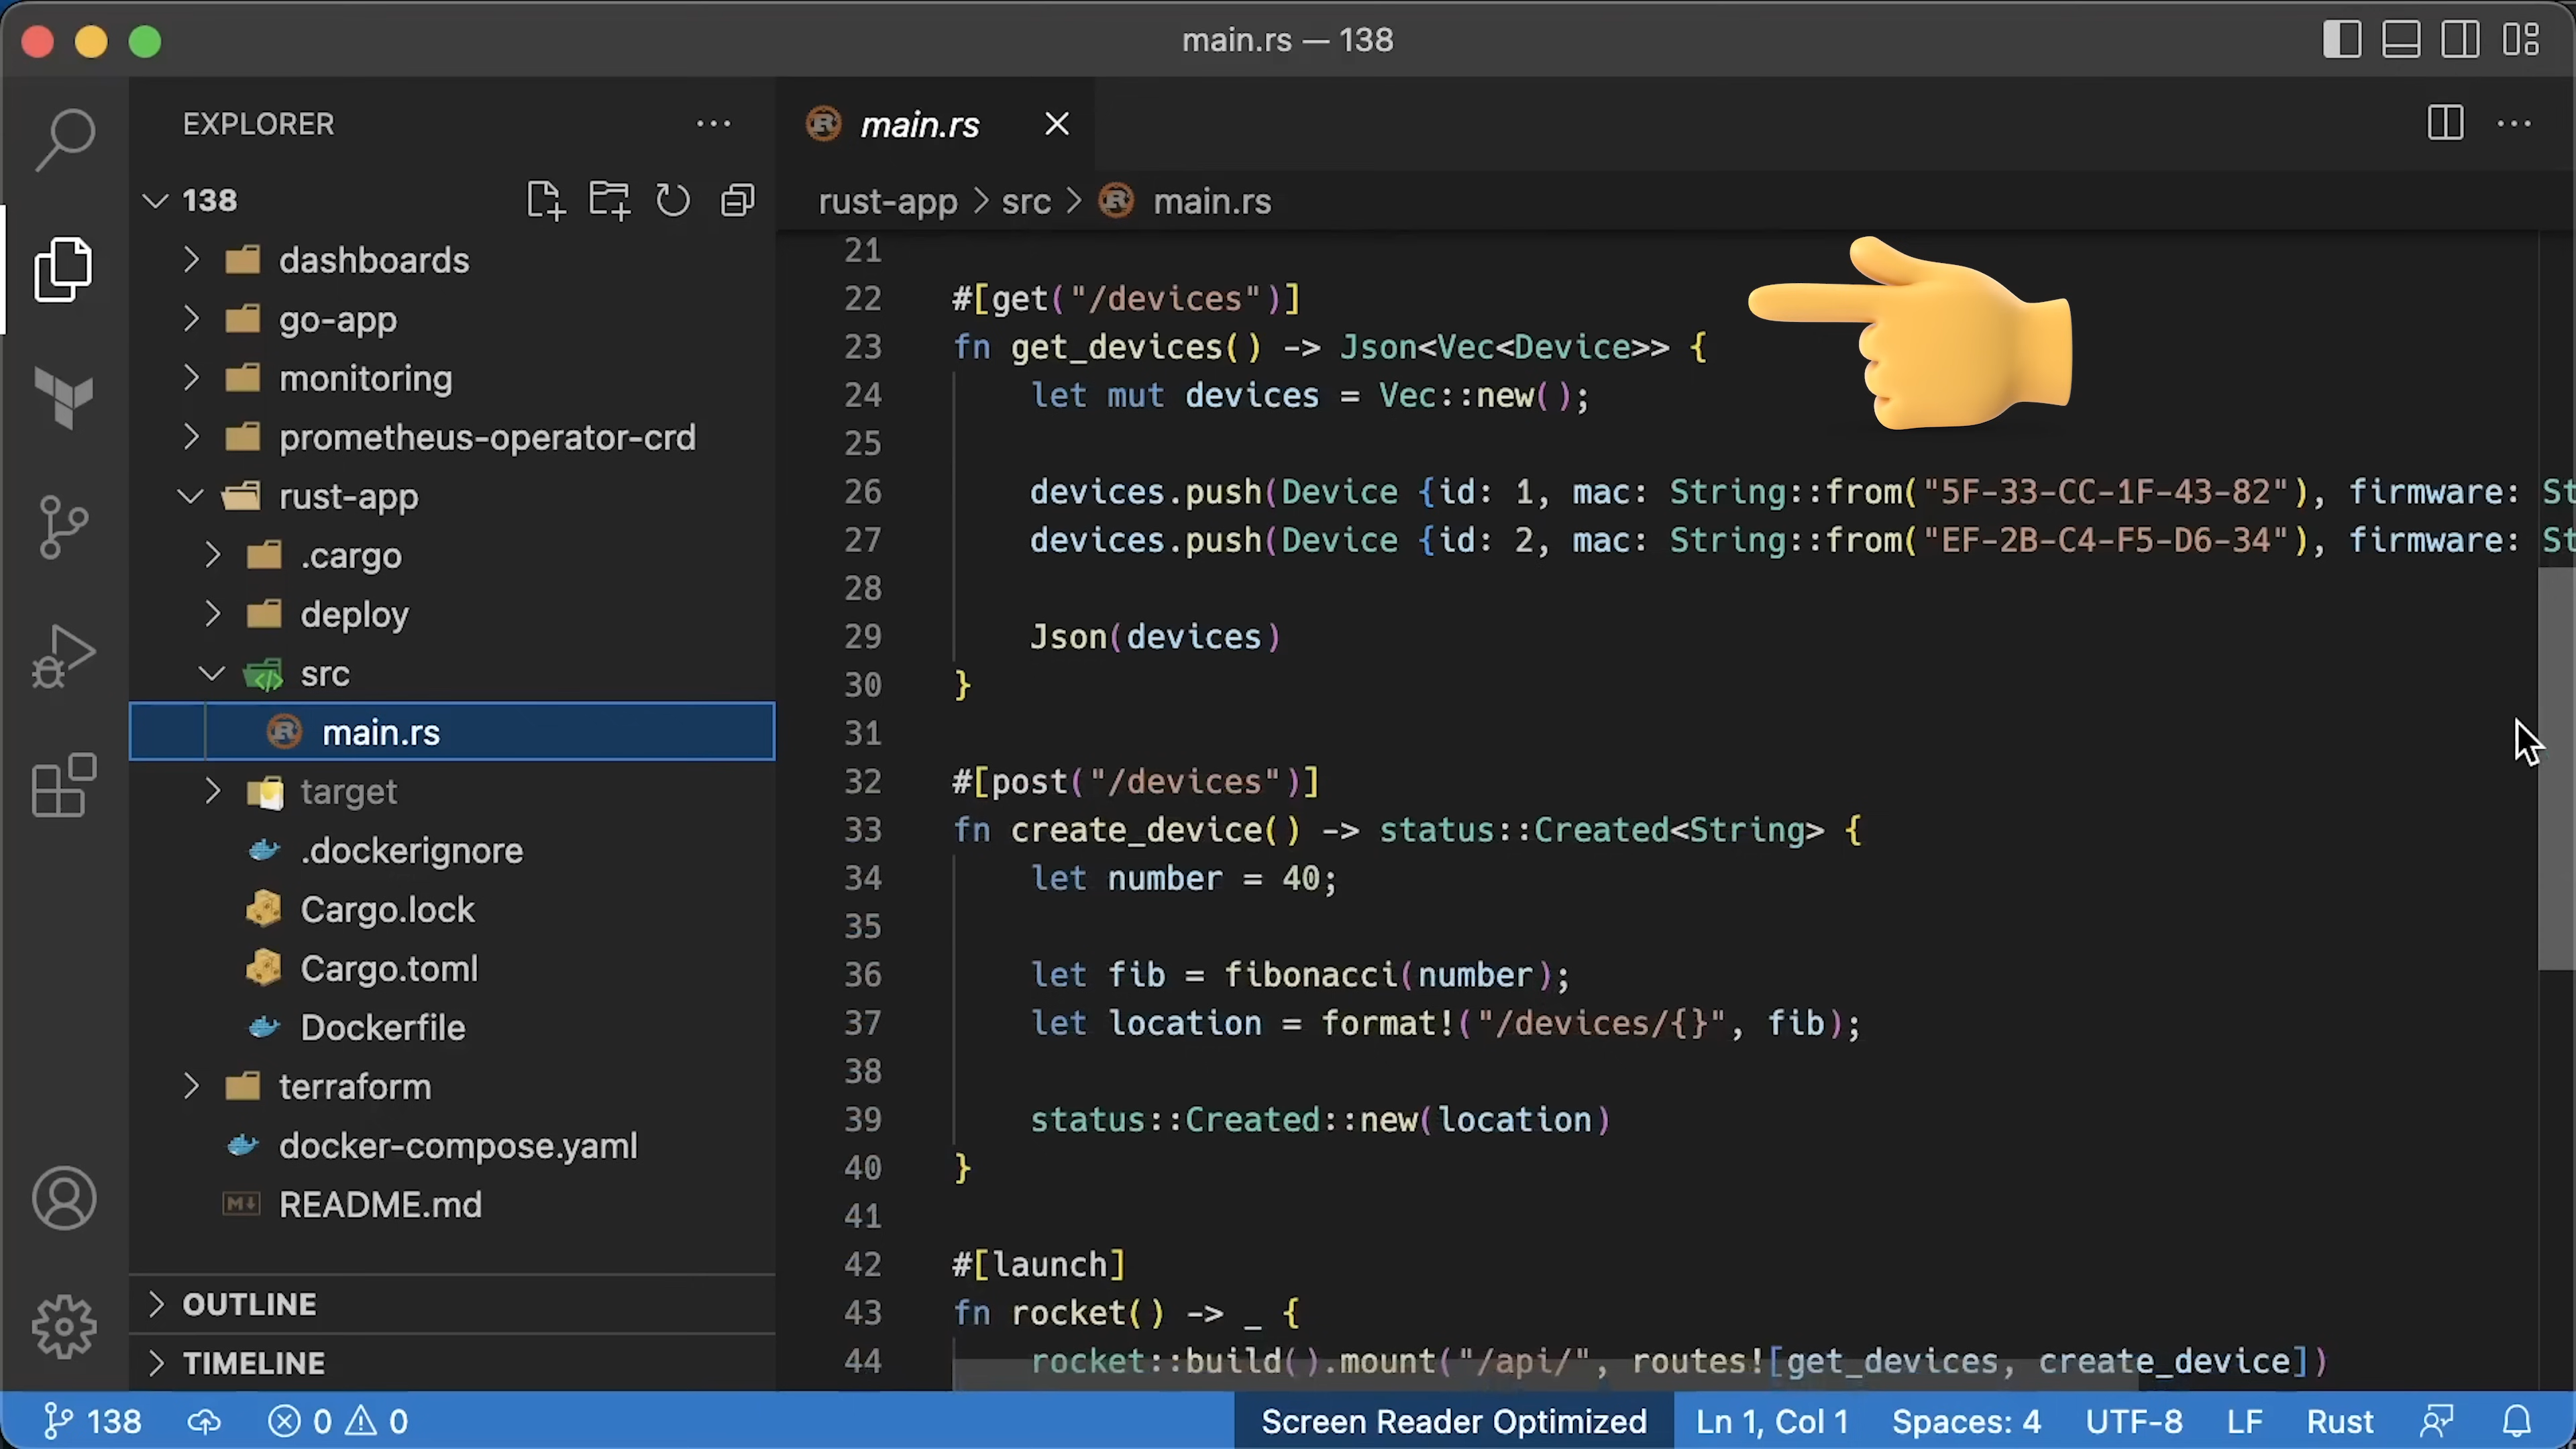 main.rs — 138
EXPLORER
138
dashboards
go-app
monitoring
prometheus-operator-crd
rust-app
.cargo
deploy
src
main.rs
target
.dockerignore
Cargo.lock
Cargo.toml
Dockerfile
terraform
docker-compose.yaml
README.md
OUTLINE
TIMELINE
main.rs
rust-app > src > main.rs
21
22 #[get("/devices")]
23 fn get_devices() -> Json<Vec<Device>> {
24 let mut devices = Vec::new();
25
26 devices.push(Device {id: 1, mac: String::from("5F-33-CC-1F-43-82"), firmware: St
27 devices.push(Device {id: 2, mac: String::from("EF-2B-C4-F5-D6-34"), firmware: St
28
29 Json(devices)
30 }
31
32 #[post("/devices")]
33 fn create_device() -> status::Created<String> {
34 let number = 40;
35
36 let fib = fibonacci(number);
37 let location = format!("/devices/{}", fib);
38
39 status::Created::new(location)
40 }
41
42 #[launch]
43 fn rocket() -> _ {
44 rocket::build().mount("/api/", routes![get_devices, create_device])
138 0 0 Screen Reader Optimized Ln 1, Col 1 Spaces: 4 UTF-8 LF Rust